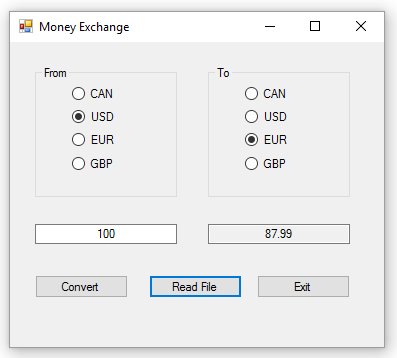 Money Exchange
From
CAN
USD
EUR
GBP
To
CAN
USD
EUR
GBP
100
87.99
Convert
Read File
Exit